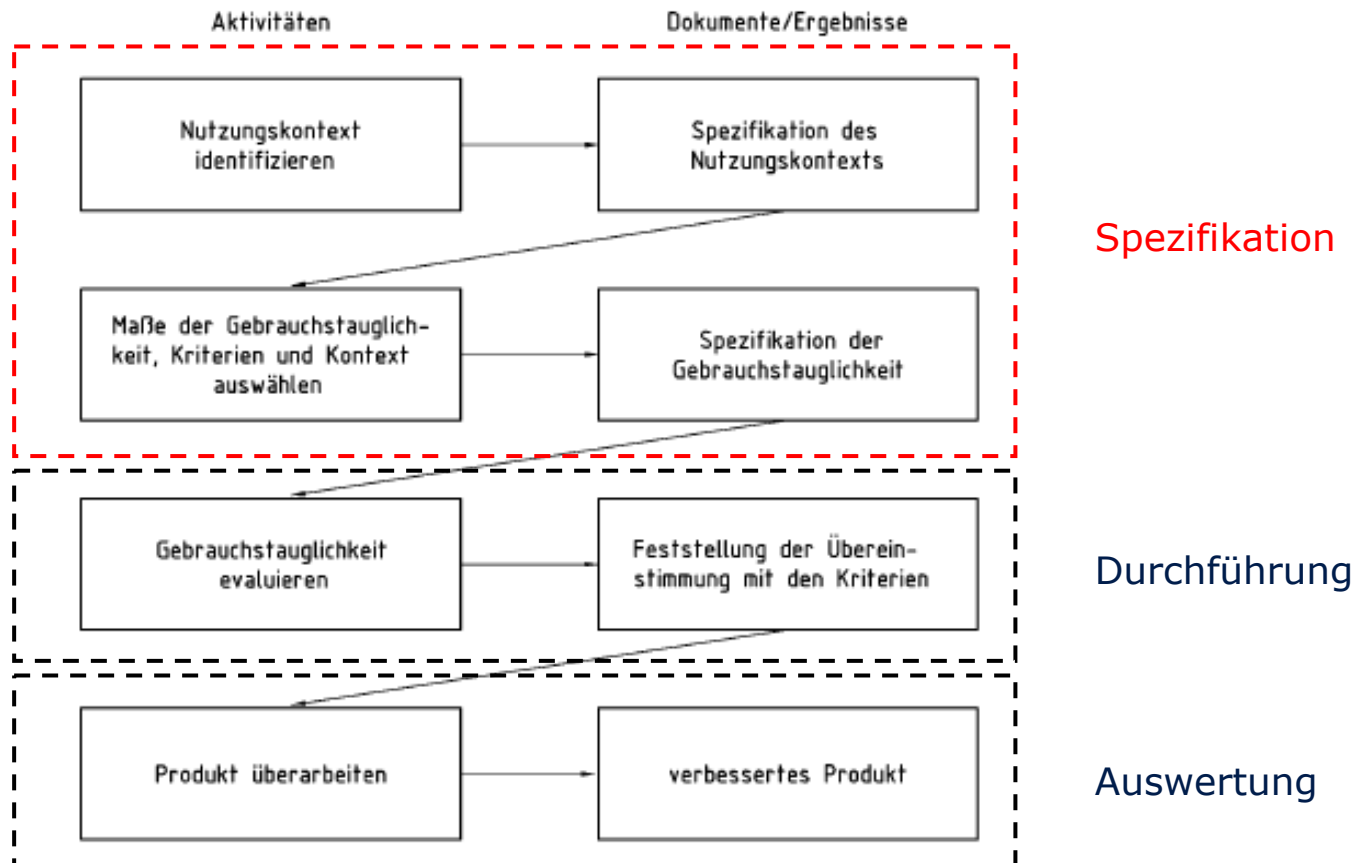 Aktivitäten
Dokumente/Ergebnisse
Nutzungskontext
identifizieren
Spezifikation des
Nutzungskontexts
Spezifikation
Maße der Gebrauchstauglich-
keit, Kriterien und Kontext
auswählen
Spezifikation der
Gebrauchstauglichkeit
Gebrauchstauglichkeit
evaluieren
Feststellung der Überein-
stimmung mit den Kriterien
Durchführung
Produkt überarbeiten
verbessertes Produkt
Auswertung